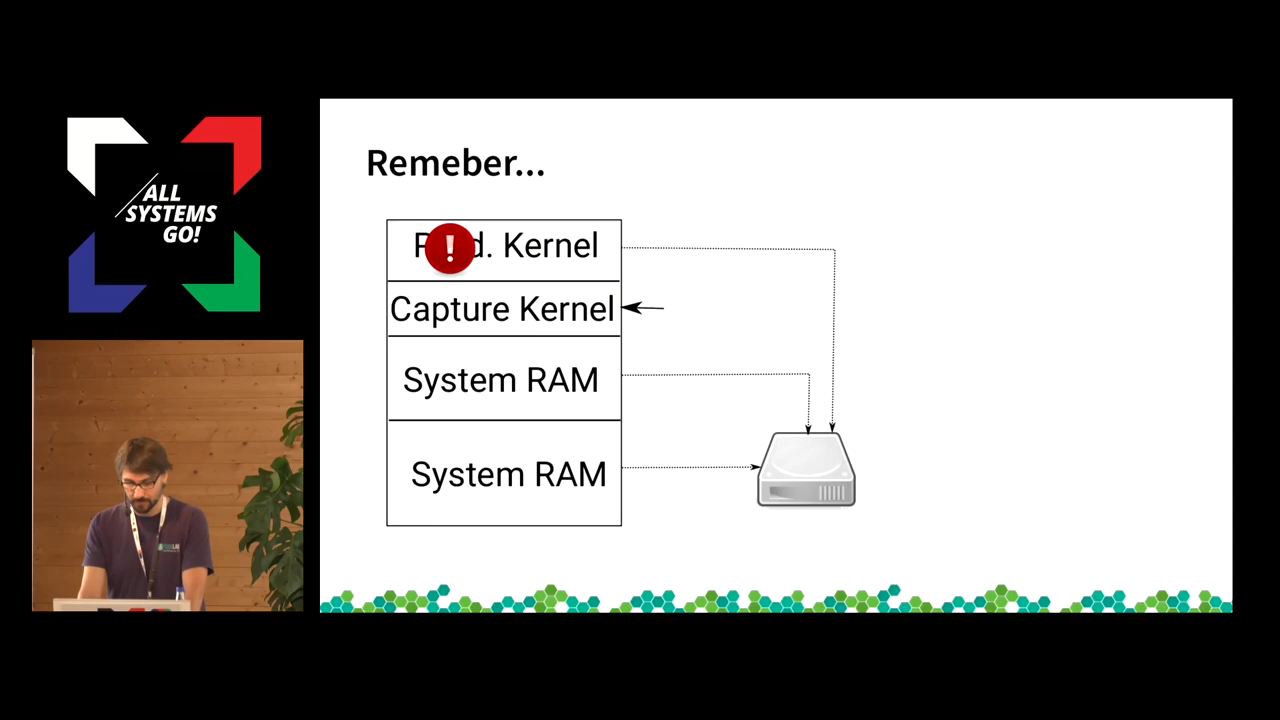 ALL
SYSTEMS
GO!
Remeber...
d. Kernel
Capture Kernel
System RAM
System RAM